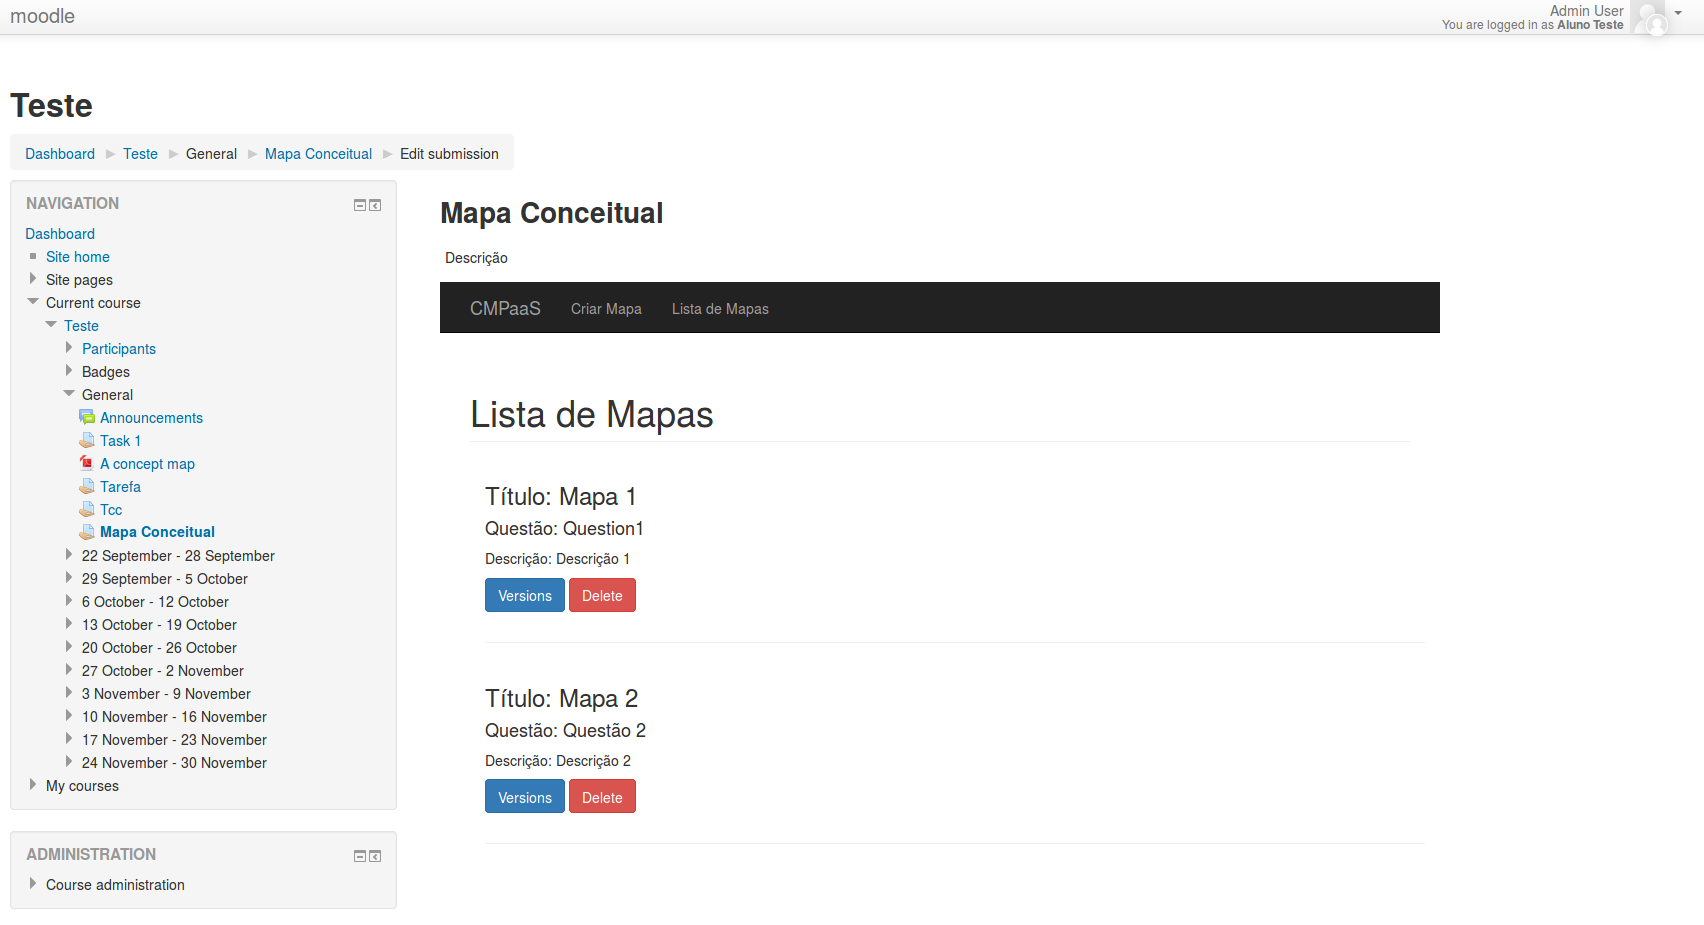 moodle
Admin User
You are logged in as Aluno Teste
Teste
Dashboard Teste General Mapa Conceitual Edit submission
NAVIGATION
Dashboard
Site home
Site pages
Current course
Teste
Participants
Badges
General
Announcements
Task 1
A concept map
Tarefa
Tcc
Mapa Conceitual
22 September - 28 September
29 September - 5 October
6 October - 12 October
13 October - 19 October
20 October - 26 October
27 October - 2 November
3 November - 9 November
10 November - 16 November
17 November - 23 November
24 November - 30 November
My courses
ADMINISTRATION
Course administration
Mapa Conceitual
Descrição
CMPaaS Criar Mapa Lista de Mapas
Lista de Mapas
Título: Mapa 1
Questão: Question1
Descrição: Descrição 1
Versions Delete
Título: Mapa 2
Questão: Questão 2
Descrição: Descrição 2
Versions Delete